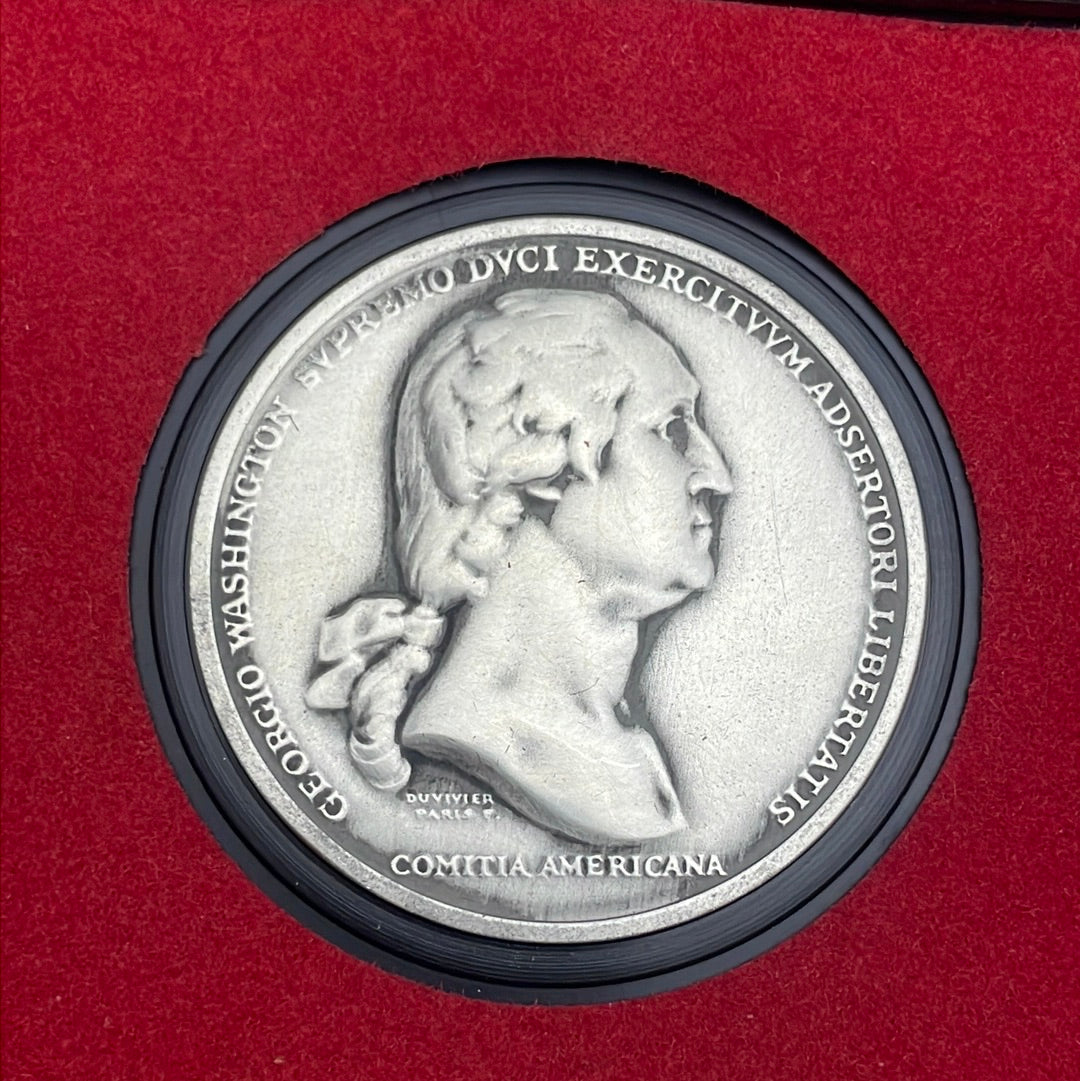 GEORGIO WASHINGTON SVPREMO DVCI EXERCITVVM ADSERTORI LIBERTATIS
DUVIVIER
PARIS F.
COMITIA AMERICANA